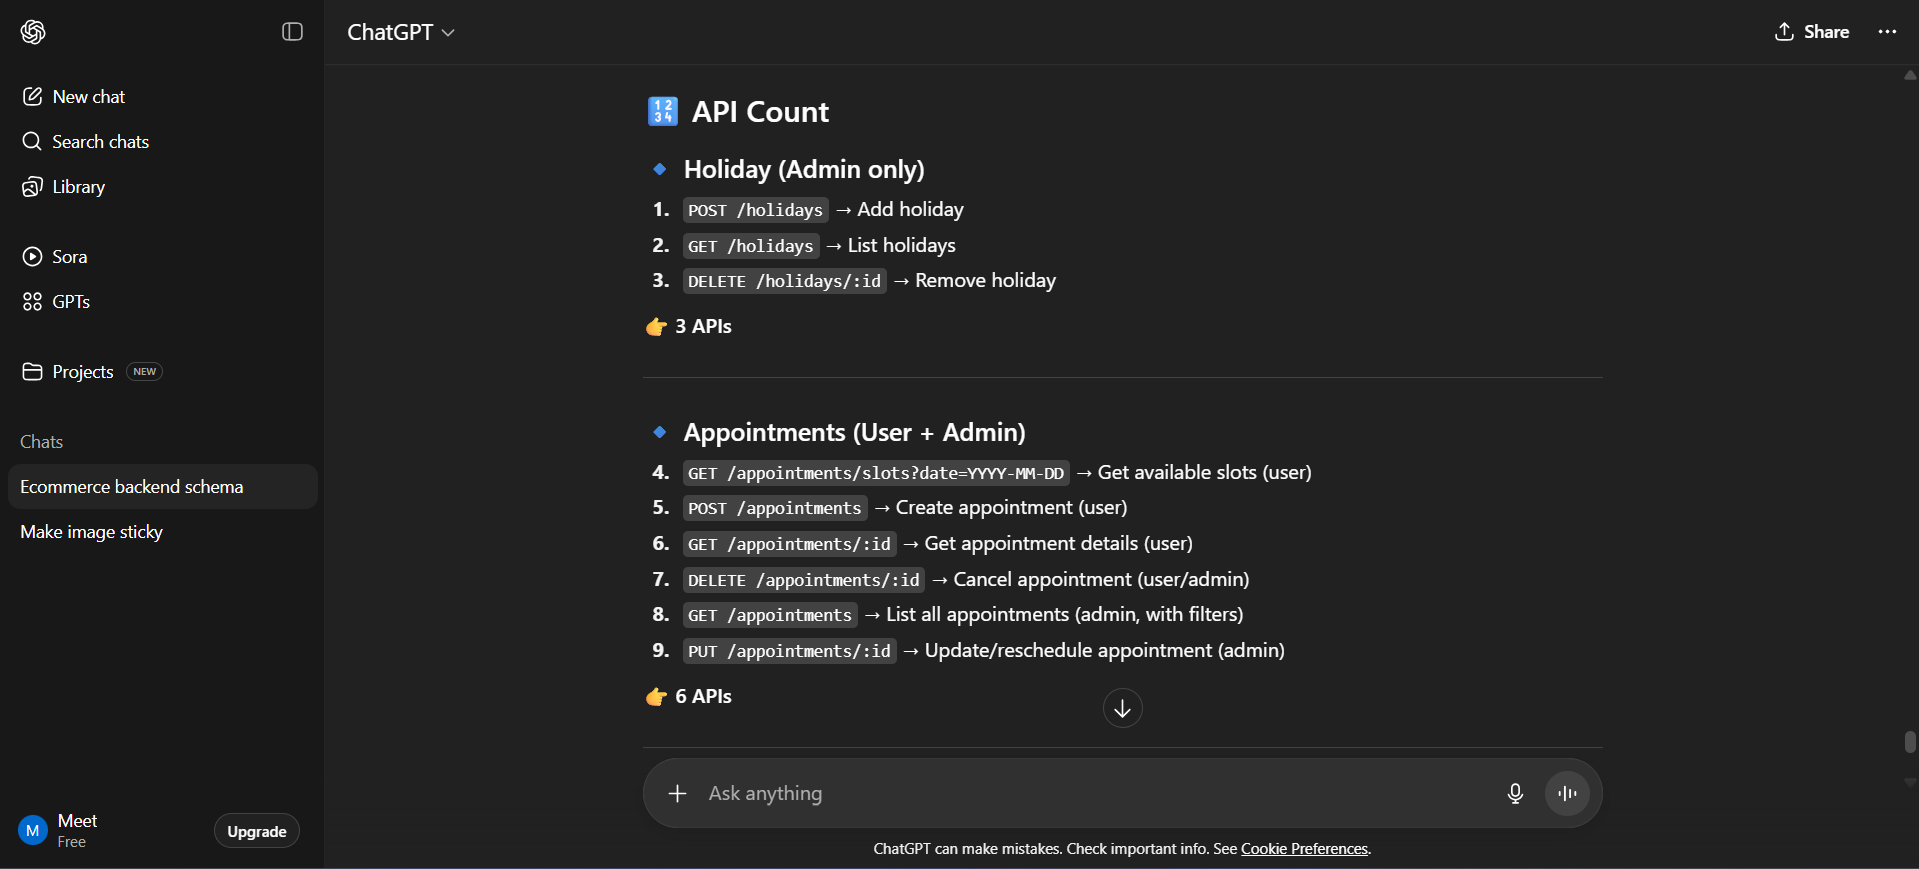 ChatGPT
Share
New chat
Search chats
Library
Sora
GPTs
Projects NEW
Chats
Ecommerce backend schema
Make image sticky
M
Meet
Free
Upgrade
🔢 API Count
🔹 Holiday (Admin only)
1. POST /holidays → Add holiday
2. GET /holidays → List holidays
3. DELETE /holidays/:id → Remove holiday
👉 3 APIs
🔹 Appointments (User + Admin)
4. GET /appointments/slots?date=YYYY-MM-DD → Get available slots (user)
5. POST /appointments → Create appointment (user)
6. GET /appointments/:id → Get appointment details (user)
7. DELETE /appointments/:id → Cancel appointment (user/admin)
8. GET /appointments → List all appointments (admin, with filters)
9. PUT /appointments/:id → Update/reschedule appointment (admin)
👉 6 APIs
Ask anything
ChatGPT can make mistakes. Check important info. See Cookie Preferences.